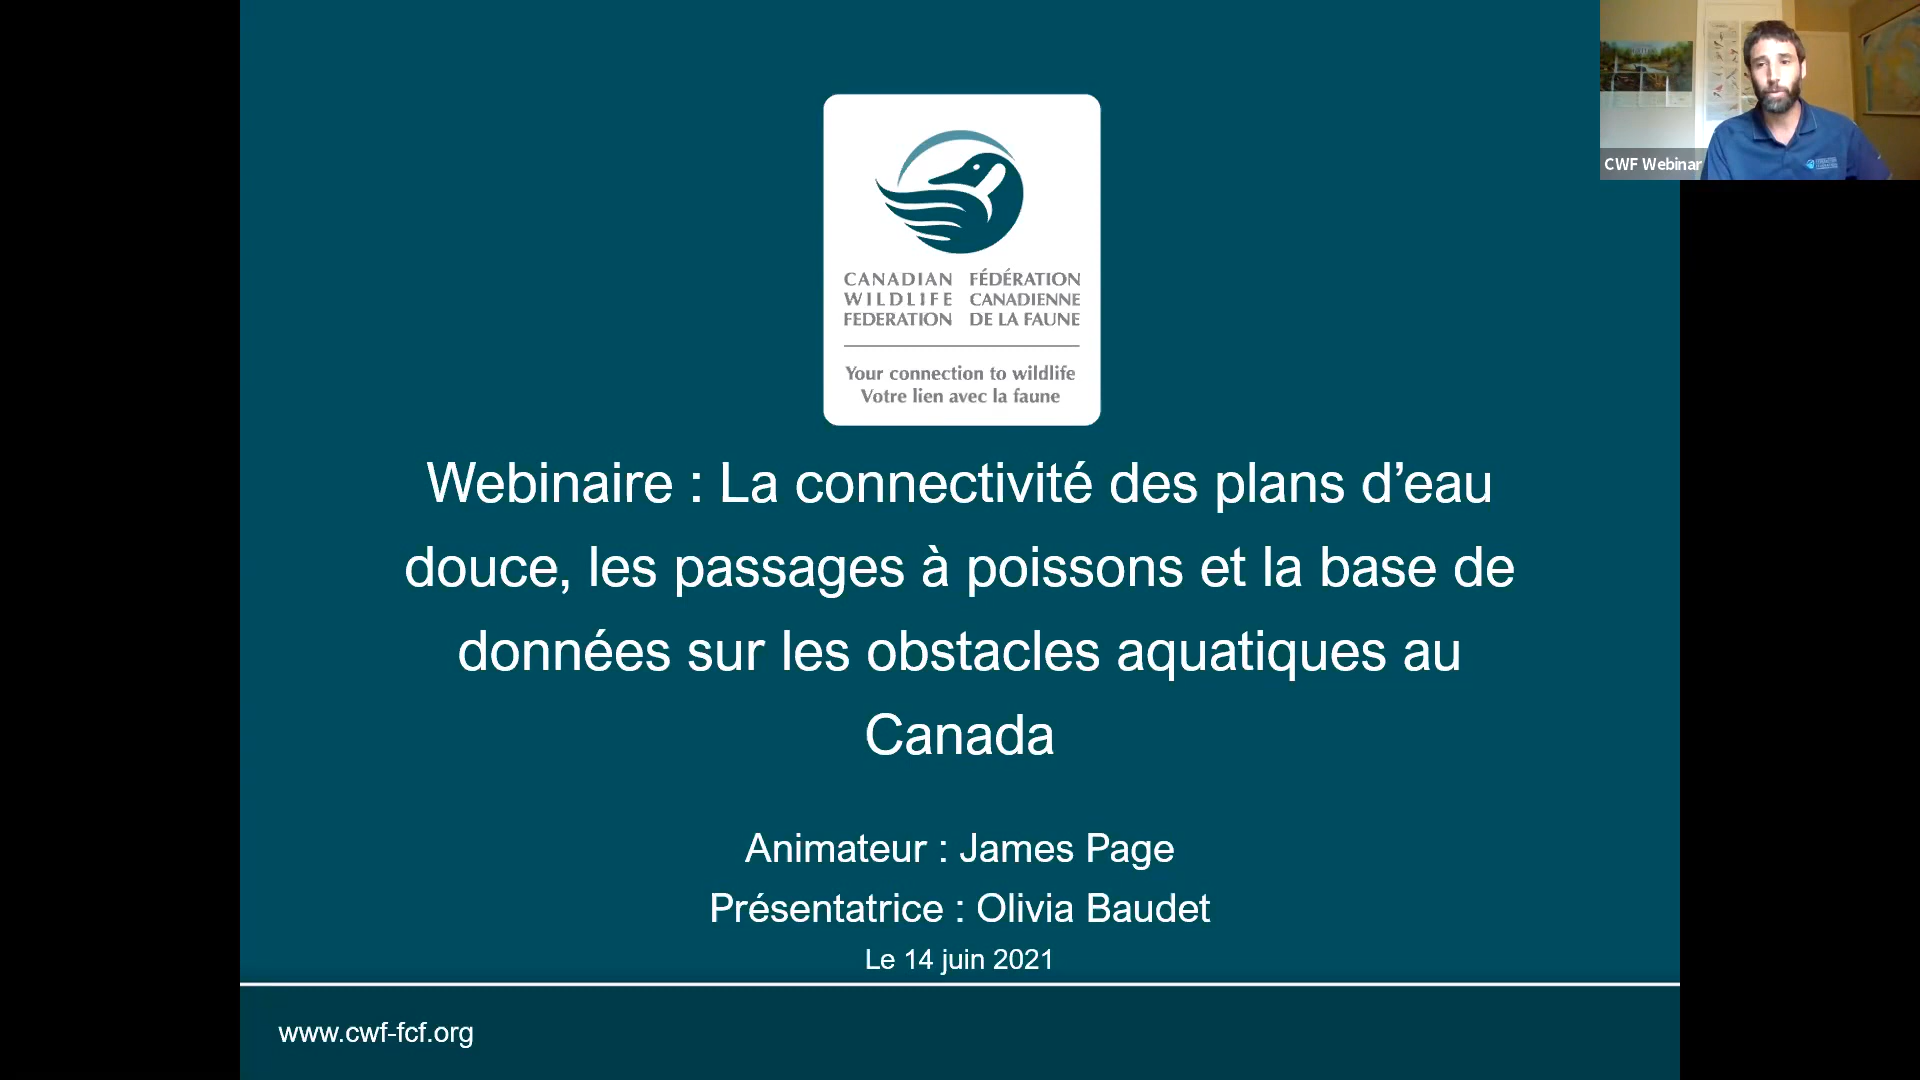 CANADIAN FÉDÉRATION
WILDLIFE CANADIENNE
FEDERATION DE LA FAUNE
Your connection to wildlife
Votre lien avec la faune
Webinaire : La connectivité des plans d’eau
douce, les passages à poissons et la base de
données sur les obstacles aquatiques au
Canada
Animateur : James Page
Présentatrice : Olivia Baudet
Le 14 juin 2021
www.cwf-fcf.org
CWF Webinar